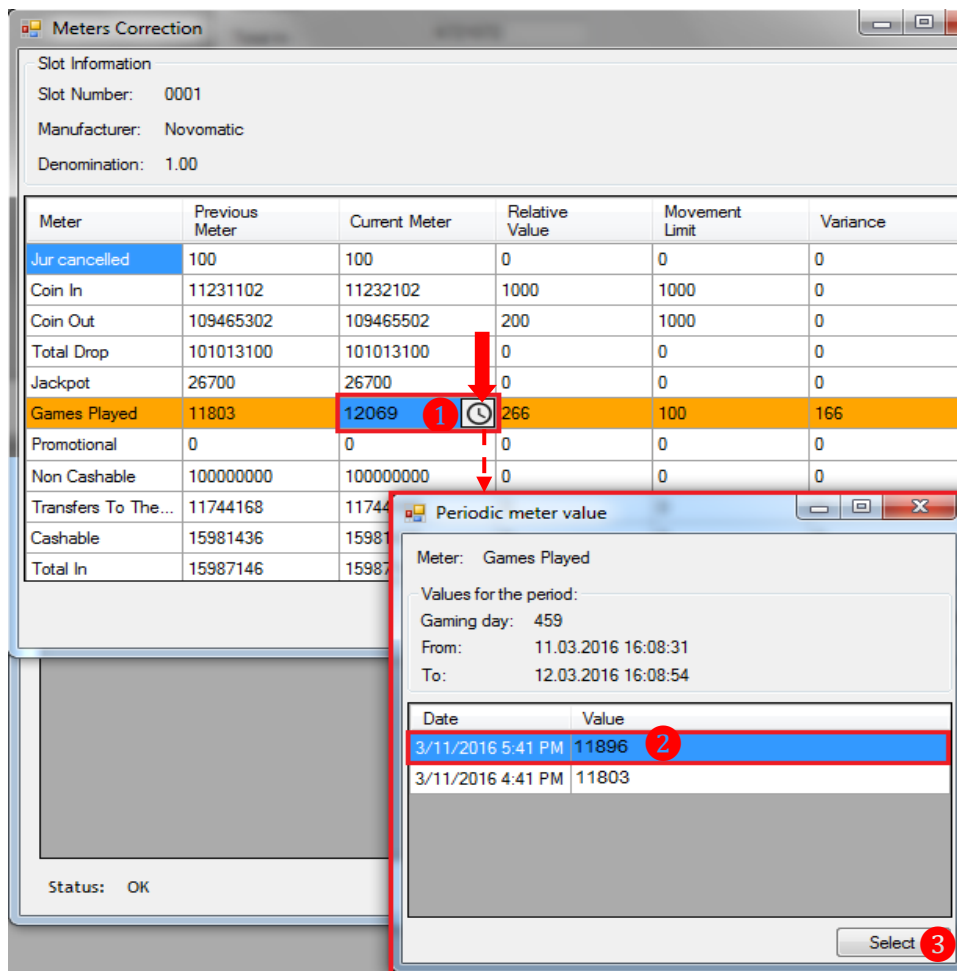 Meters Correction
Slot Information
Slot Number: 0001
Manufacturer: Novomatic
Denomination: 1.00
Meter Previous Meter Current Meter Relative Value Movement Limit Variance
Jur cancelled 100 100 0 0 0
Coin In 11231102 11232102 1000 1000 0
Coin Out 109465302 109465502 200 1000 0
Total Drop 101013100 101013100 0 0 0
Jackpot 26700 26700 0 0 0
Games Played 11803 12069 1 266 100 166
Promotional 0 0 0 0 0
Non Cashable 100000000 100000000 0 0 0
Transfers To The... 11744168 11744
Cashable 15981436 15981
Total In 15987146 15987
Periodic meter value
Meter: Games Played
Values for the period:
Gaming day: 459
From: 11.03.2016 16:08:31
To: 12.03.2016 16:08:54
Date Value
3/11/2016 5:41 PM 11896 2
3/11/2016 4:41 PM 11803
Select 3
Status: OK